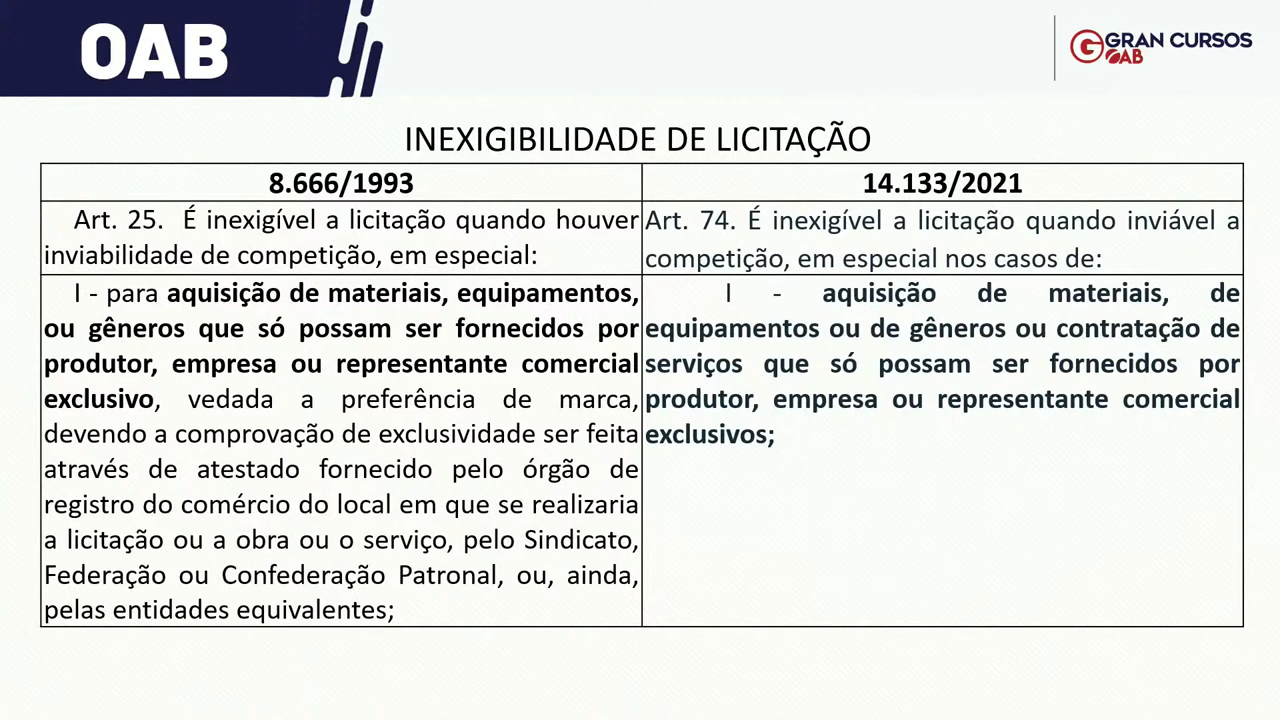 OAB
GRAN CURSOS
OAB
INEXIGIBILIDADE DE LICITAÇÃO
8.666/1993
14.133/2021
Art. 25. É inexigível a licitação quando houver
inviabilidade de competição, em especial:
Art. 74. É inexigível a licitação quando inviável a
competição, em especial nos casos de:
I - para aquisição de materiais, equipamentos,
ou gêneros que só possam ser fornecidos por
produtor, empresa ou representante comercial
exclusivo, vedada a preferência de marca,
devendo a comprovação de exclusividade ser feita
através de atestado fornecido pelo órgão de
registro do comércio do local em que se realizaria
a licitação ou a obra ou o serviço, pelo Sindicato,
Federação ou Confederação Patronal, ou, ainda,
pelas entidades equivalentes;
I - aquisição de materiais, de
equipamentos ou de gêneros ou contratação de
serviços que só possam ser fornecidos por
produtor, empresa ou representante comercial
exclusivos;